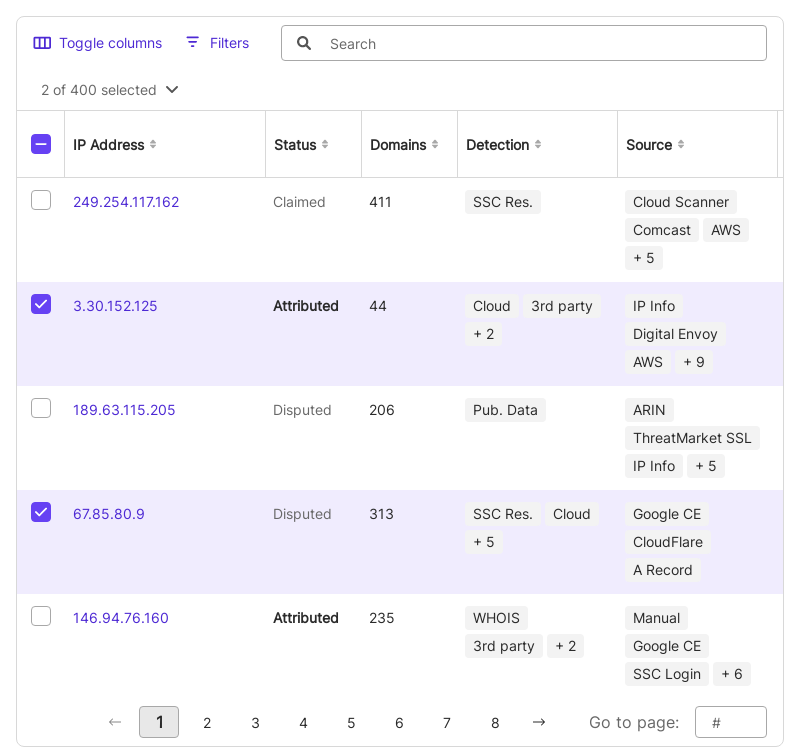 Toggle columns Filters Search
2 of 400 selected
IP Address Status Domains Detection Source
249.254.117.162 Claimed 411 SSC Res. Cloud Scanner
Comcast AWS
+ 5
3.30.152.125 Attributed 44 Cloud 3rd party IP Info
+ 2 Digital Envoy
AWS + 9
189.63.115.205 Disputed 206 Pub. Data ARIN
ThreatMarket SSL
IP Info + 5
67.85.80.9 Disputed 313 SSC Res. Cloud Google CE
+ 5 CloudFlare
A Record
146.94.76.160 Attributed 235 WHOIS Manual
3rd party + 2 Google CE
SSC Login + 6
1 2 3 4 5 6 7 8 Go to page: #